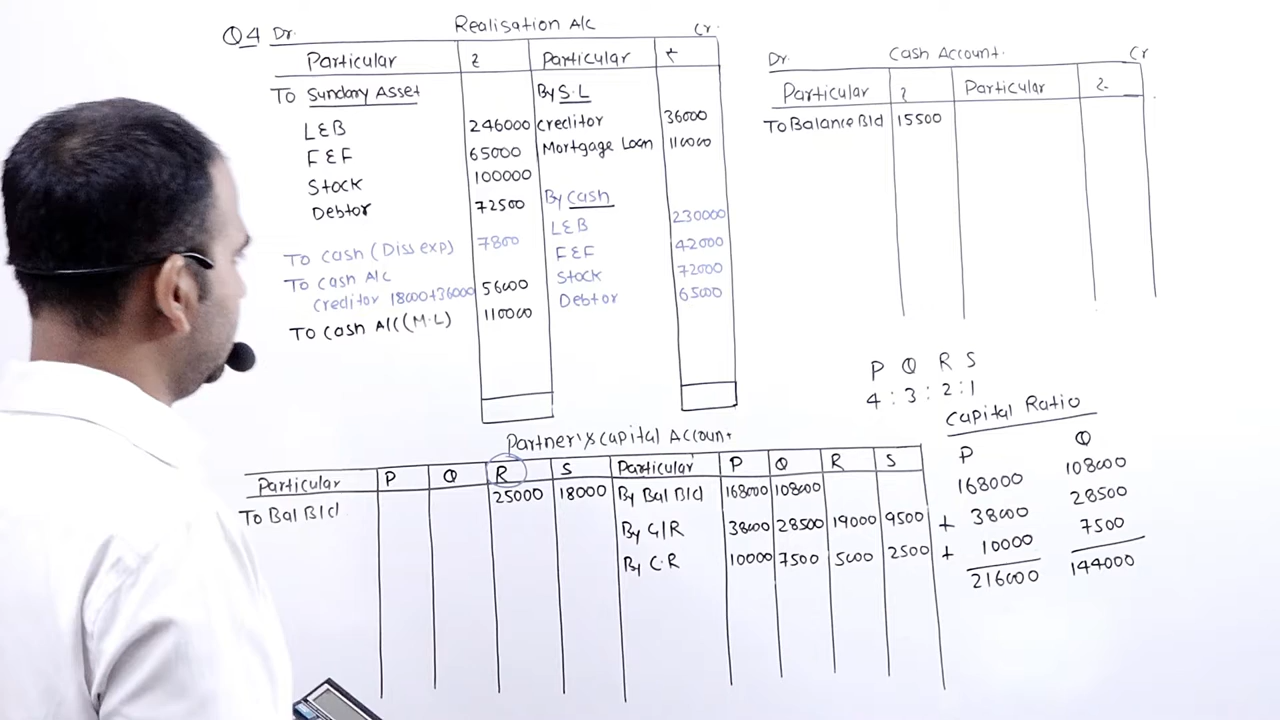 Q4 Dr. Realisation A/c Cr.
Particular ₹ Particular ₹
To Sundary Asset By S.L
L&B 246000 creditor 36000
F&F 65000 Mortgage Loan 110000
Stock 100000
Debtor 72500 By Cash
To cash (Diss exp) 7800 L&B 230000
To cash A/c F&F 42000
creditor 18000+36000 56000 Stock 72000
To cash A/c (M.L) 110000 Debtor 65000
Dr. Cash Account. Cr
Particular ₹ Particular ₹
To Balance B/d 15500
P Q R S
4 : 3 : 2 : 1
Capital Ratio
P Q
168000 108000
+ 38000 28500
+ 10000 7500
216000 144000
Partner's Capital Account
Particular P Q R S Particular P Q R S
To Bal B/d 25000 18000 By Bal B/d 168000 108000
By G/R 38000 28500 19000 9500
By C.R 10000 7500 5000 2500